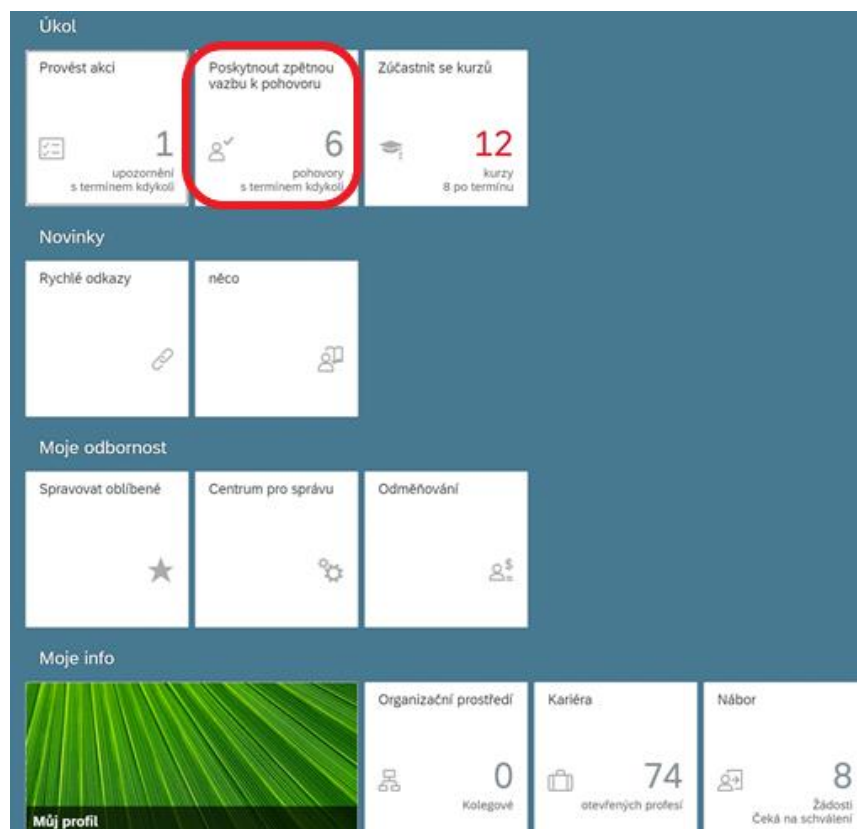 Úkol
Provést akci
1
upozornění
s termínem kdykoli
Poskytnout zpětnou
vazbu k pohovoru
6
pohovory
s termínem kdykoli
Zúčastnit se kurzů
12
kurzy
8 po termínu
Novinky
Rychlé odkazy
něco
Moje odbornost
Spravovat oblíbené
Centrum pro správu
Odměňování
Moje info
Můj profil
Organizační prostředí
0
Kolegové
Kariéra
74
otevřených profesí
Nábor
8
Žádosti
Čeká na schválení